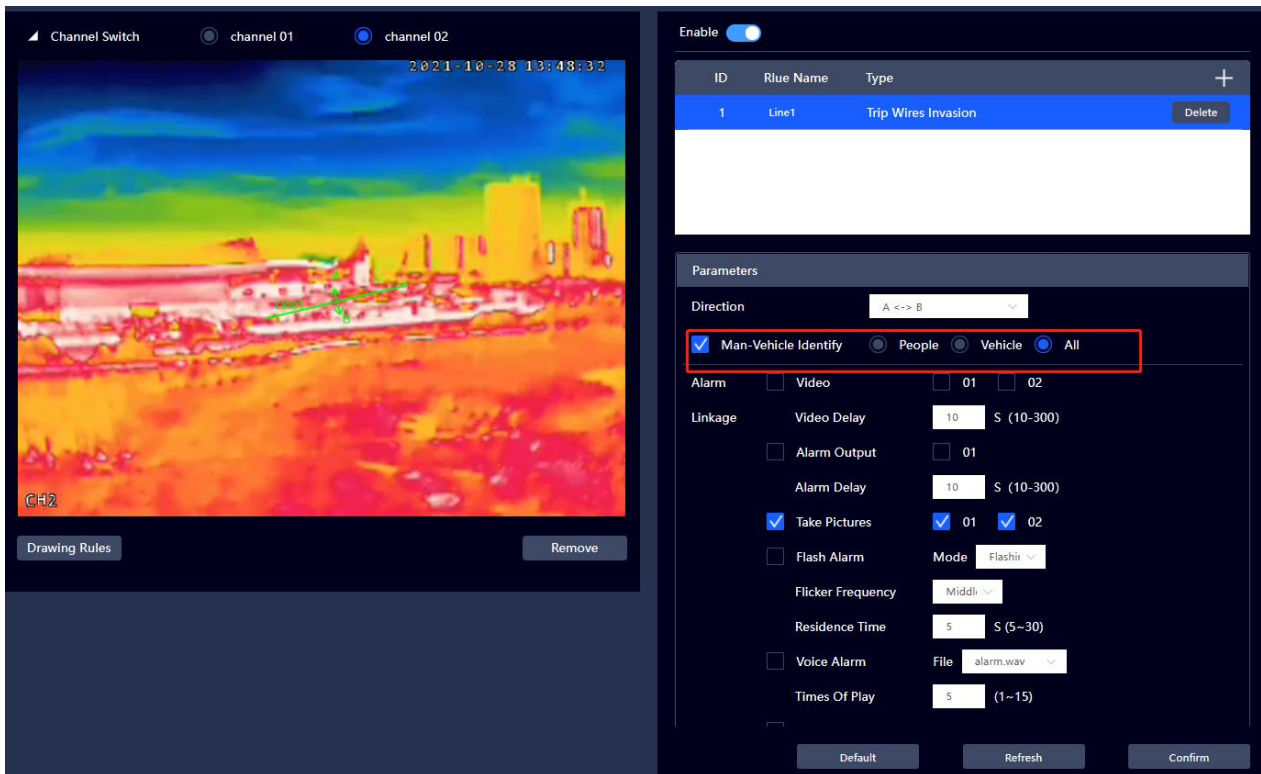 Channel Switch channel 01 channel 02
2021-10-28 13:48:32
Line1
A
B
CH2
Drawing Rules Remove
Enable
ID Rlue Name Type +
1 Line1 Trip Wires Invasion Delete
Parameters
Direction A <-> B
Man-Vehicle Identify People Vehicle All
Alarm Video 01 02
Linkage Video Delay 10 S (10-300)
Alarm Output 01
Alarm Delay 10 S (10-300)
Take Pictures 01 02
Flash Alarm Mode Flashir
Flicker Frequency Middl
Residence Time 5 S (5~30)
Voice Alarm File alarm.wav
Times Of Play 5 (1~15)
Default Refresh Confirm